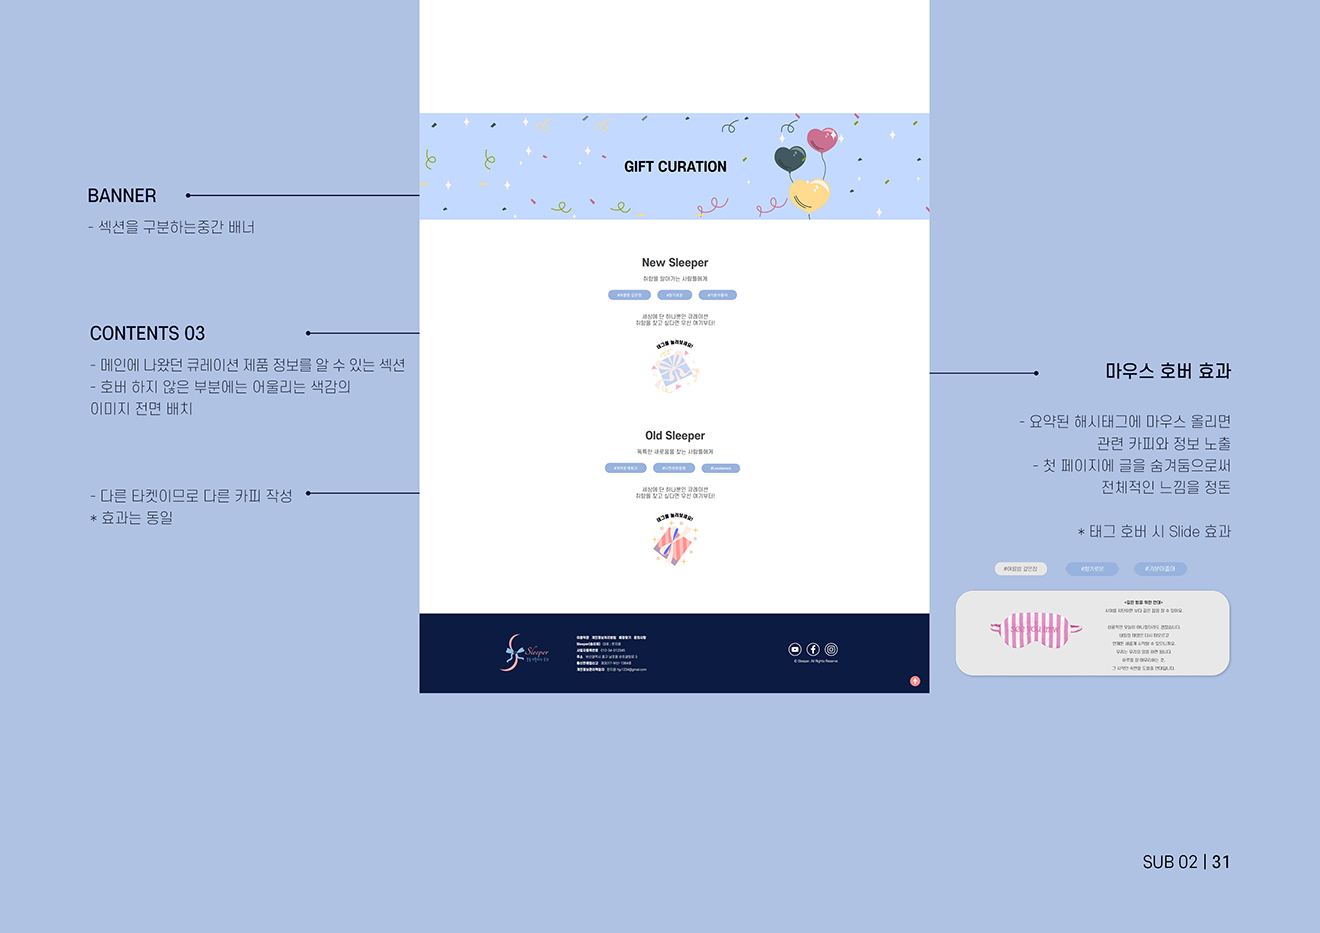 GIFT CURATION
BANNER
- 섹션을 구분하는중간 배너
New Sleeper
취향을 알아가는 사람들에게
세상에 단 하나뿐인 큐레이션
취향을 찾고 싶다면 우선 여기부터!
태그를 눌러보세요!
CONTENTS 03
- 메인에 나왔던 큐레이션 제품 정보를 알 수 있는 섹션
- 호버 하지 않은 부분에는 어울리는 색감의
이미지 전면 배치
Old Sleeper
독특한 새로움을 찾는 사람들에게
세상에 단 하나뿐인 큐레이션
취향을 찾고 싶다면 우선 여기부터!
태그를 눌러보세요!
- 다른 타켓이므로 다른 카피 작성
* 효과는 동일
마우스 호버 효과
- 요약된 해시태그에 마우스 올리면
관련 카피와 정보 노출
- 첫 페이지에 글을 숨겨둠으로써
전체적인 느낌을 정돈
* 태그 호버 시 Slide 효과
Sleeper
© Sleeper. All Rights Reserve
SUB 02 | 31